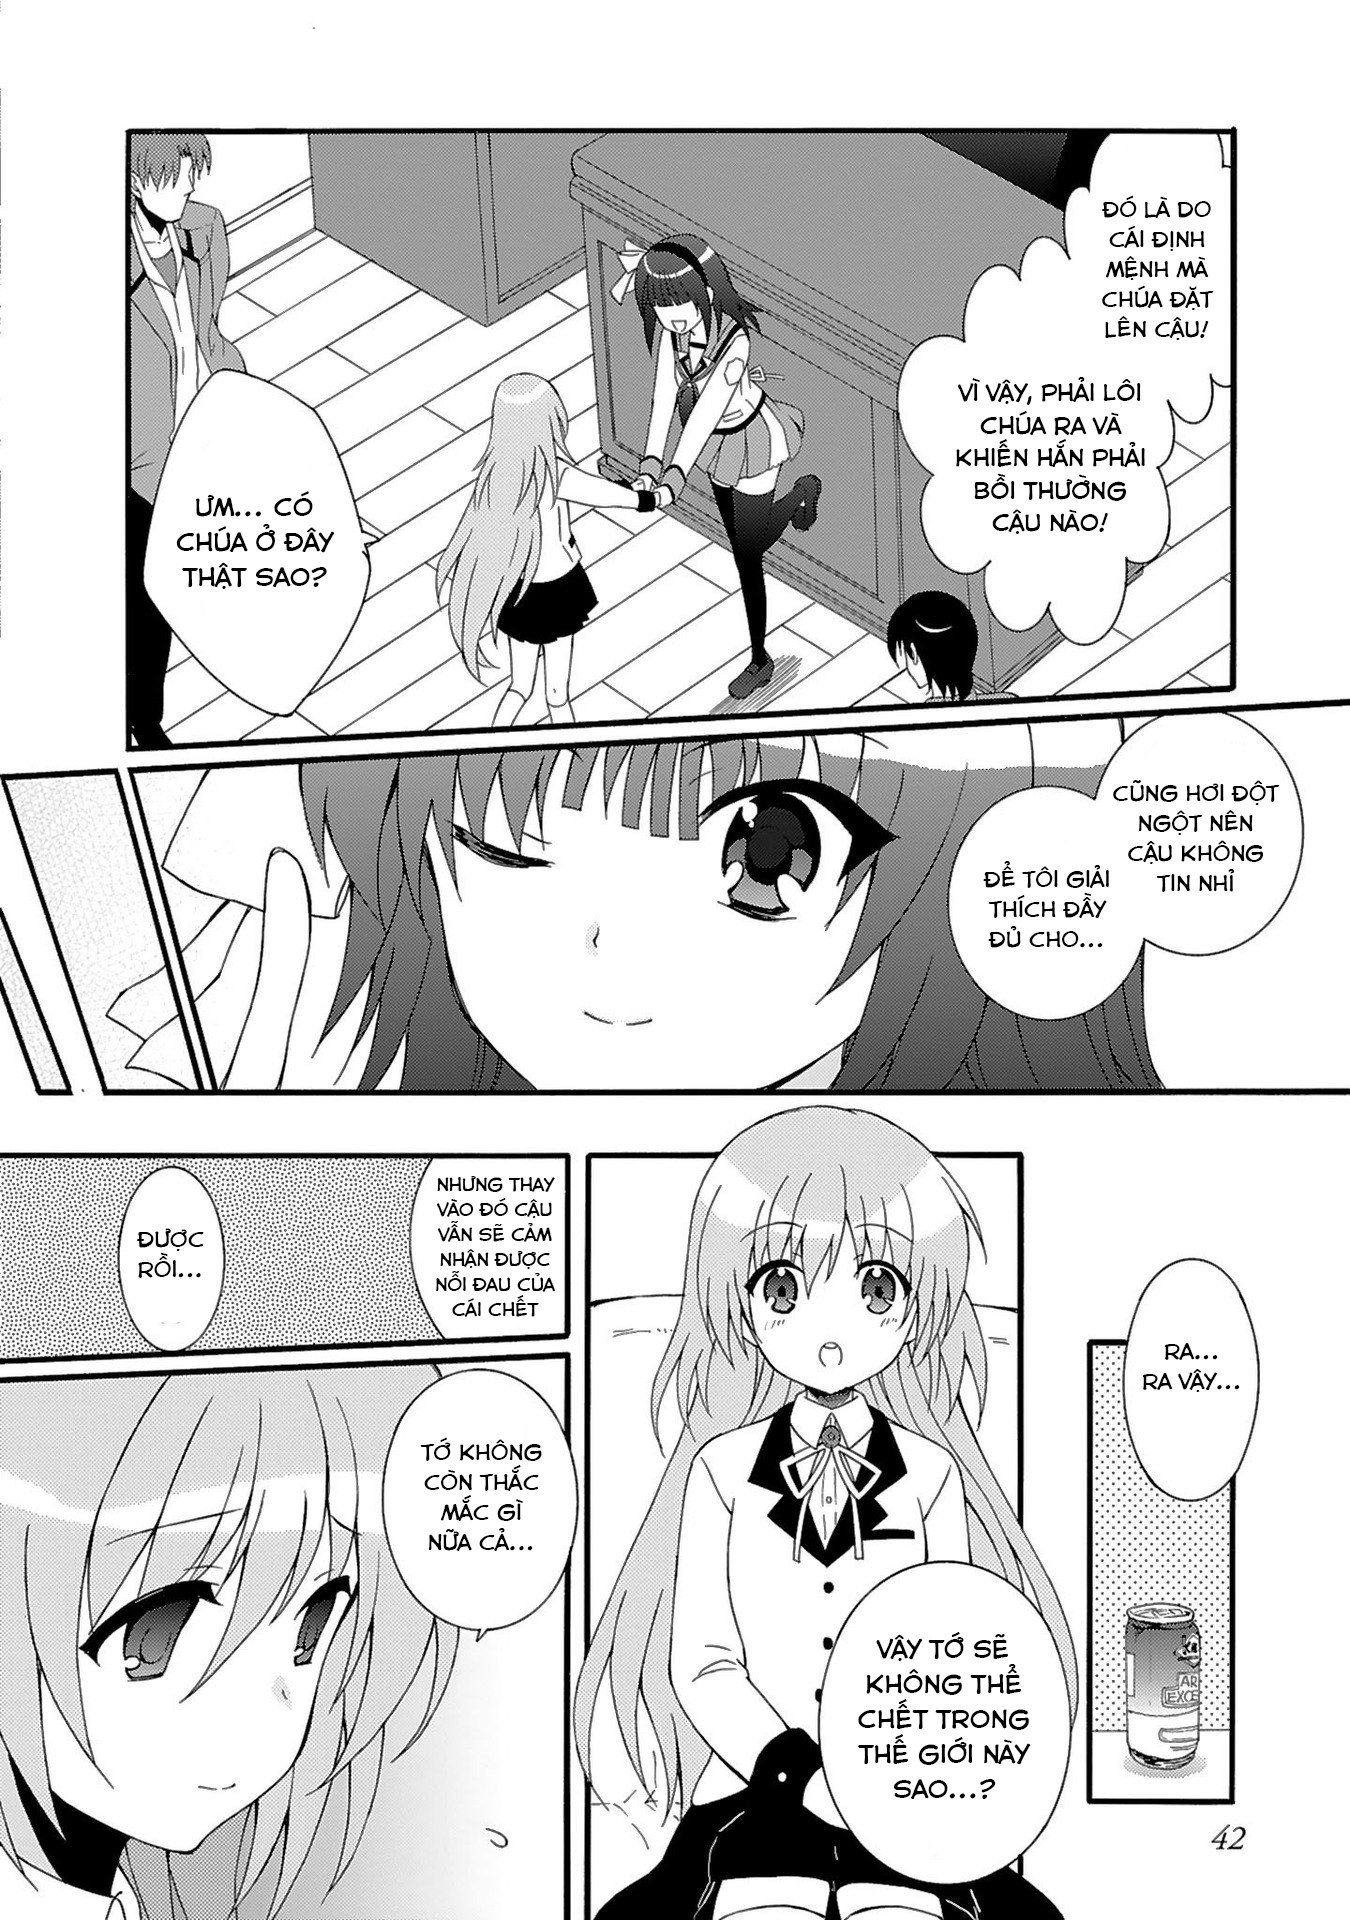 ĐÓ LÀ DO
CÁI ĐỊNH
MỆNH MÀ
CHÚA ĐẶT
LÊN CẬU!
VÌ VẬY, PHẢI LÔI
CHÚA RA VÀ
KHIẾN HẮN PHẢI
BỒI THƯỜNG
CẬU NÀO!
ƯM... CÓ
CHÚA Ở ĐÂY
THẬT SAO?
CŨNG HƠI ĐỘT
NGỘT NÊN
CẬU KHÔNG
TIN NHỈ
ĐỂ TÔI GIẢI
THÍCH ĐẦY
ĐỦ CHO...
RA...
RA VẬY...
AR
EXCE
VẬY TỚ SẼ
KHÔNG THỂ
CHẾT TRONG
THẾ GIỚI NÀY
SAO...?
NHƯNG THAY
VÀO ĐÓ CẬU
VẪN SẼ CẢM
NHẬN ĐƯỢC
NỖI ĐAU CỦA
CÁI CHẾT
ĐƯỢC
RỒI...
TỚ KHÔNG
CÒN THẮC
MẮC GÌ
NỮA CẢ...
42